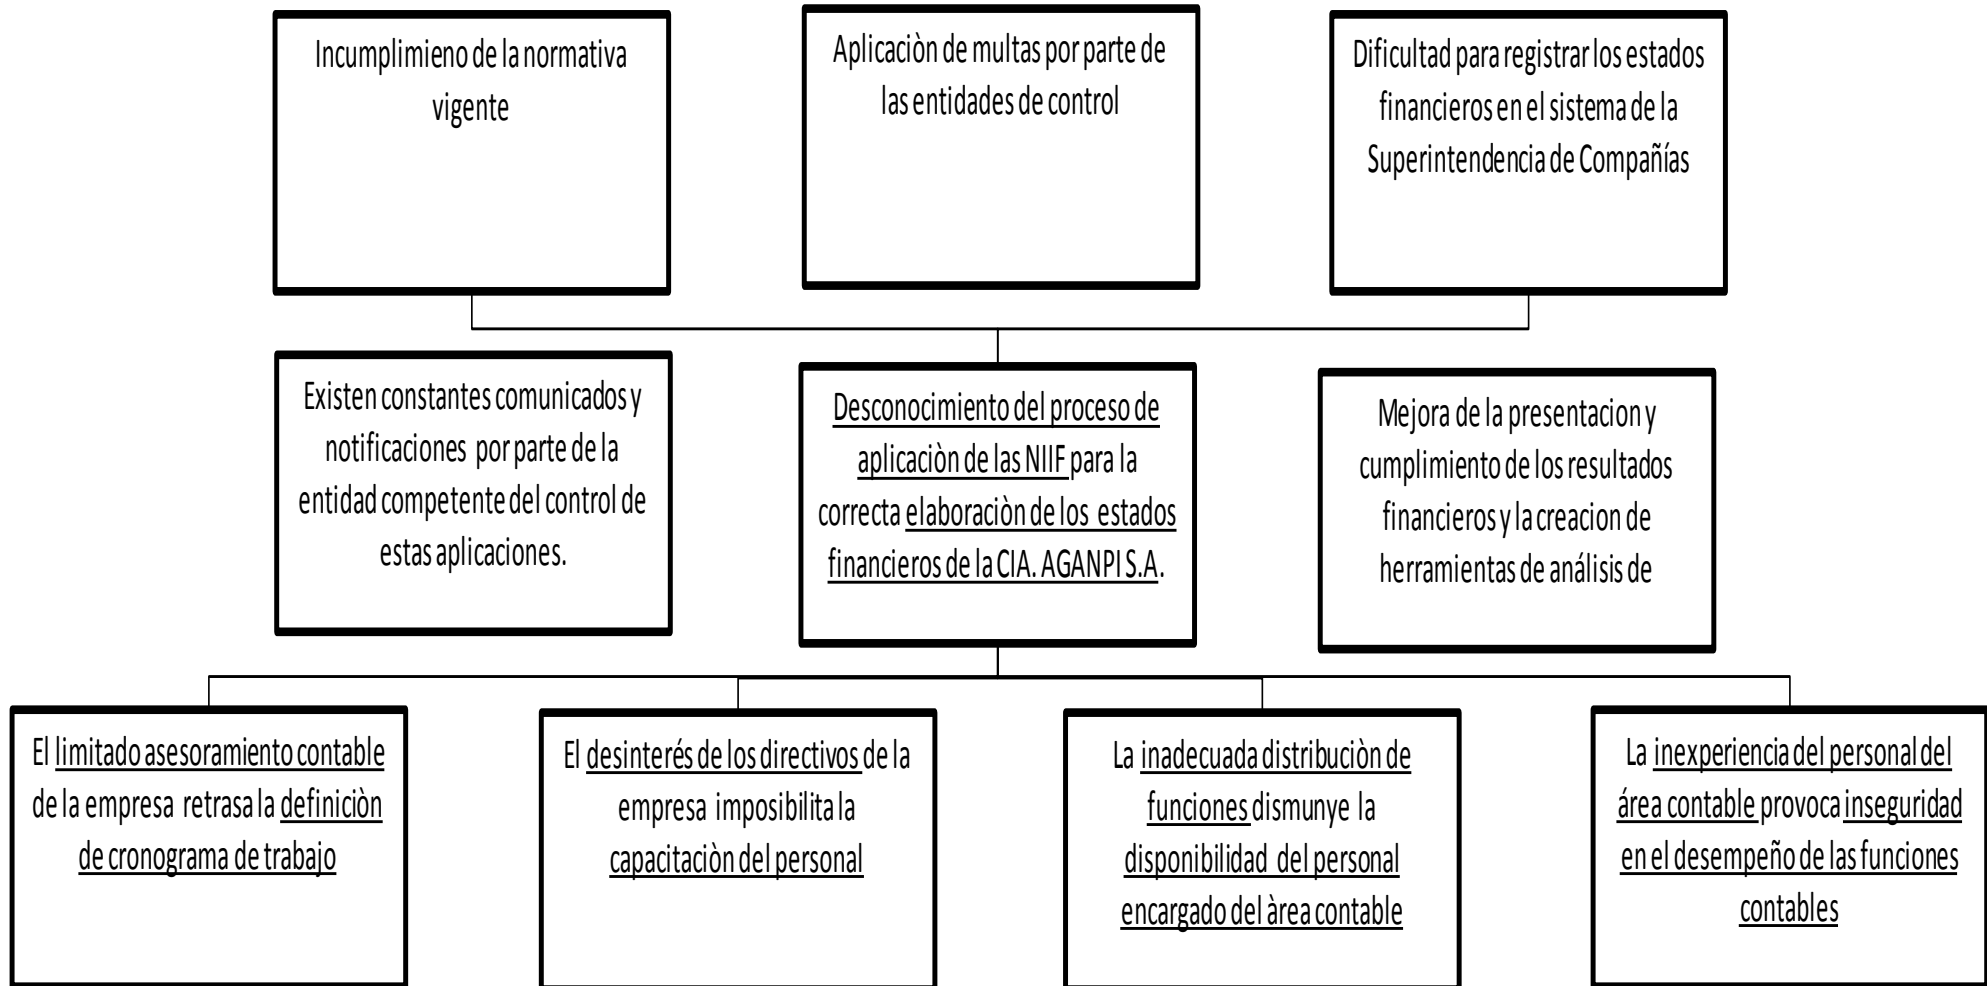 Incumplimieno de la normativa
vigente
Aplicaciòn de multas por parte de
las entidades de control
Dificultad para registrar los estados
financieros en el sistema de la
Superintendencia de Compañías
Existen constantes comunicados y
notificaciones por parte de la
entidad competente del control de
estas aplicaciones.
Desconocimiento del proceso de
aplicaciòn de las NIIF para la
correcta elaboraciòn de los estados
financieros de la CIA. AGANPI S.A.
Mejora de la presentacion y
cumplimiento de los resultados
financieros y la creacion de
herramientas de análisis de
El limitado asesoramiento contable
de la empresa retrasa la definiciòn
de cronograma de trabajo
El desinterés de los directivos de la
empresa imposibilita la
capacitaciòn del personal
La inadecuada distribuciòn de
funciones dismunye la
disponibilidad del personal
encargado del àrea contable
La inexperiencia del personal del
área contable provoca inseguridad
en el desempeño de las funciones
contables